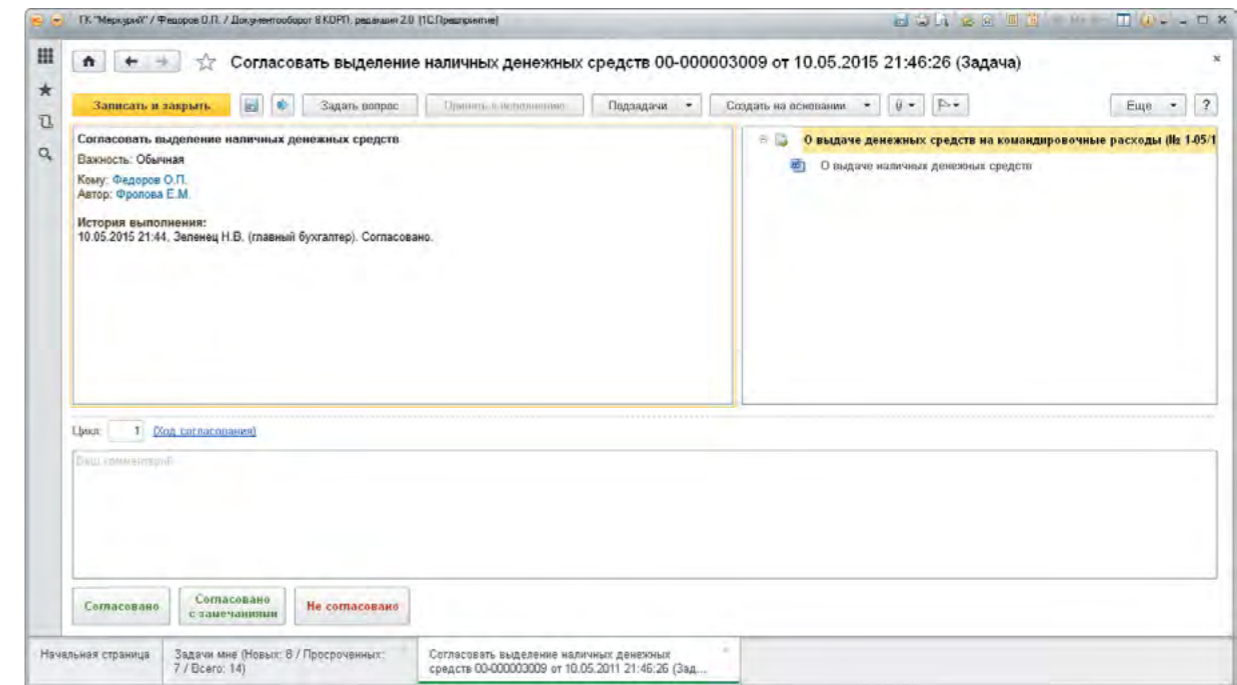 ГК "Меркурий" / Федоров О.П. / Документооборот 8 КОРП, редакция 2.0 (1С:Предприятие)
Согласовать выделение наличных денежных средств 00-000003009 от 10.05.2015 21:46:26 (Задача)
Записать и закрыть Задать вопрос Принять к исполнению Подзадачи Создать на основании Еще ?
Согласовать выделение наличных денежных средств
Важность: Обычная
Кому: Федоров О.П.
Автор: Фролова Е.М.
История выполнения:
10.05.2015 21:44, Зеленец Н.В. (главный бухгалтер). Согласовано.
О выдаче денежных средств на командировочные расходы (№ 1-05/1
О выдаче наличных денежных средств
Цикл: 1 (Ход согласования)
Ваш комментарий
Согласовано
Согласовано
с замечаниями
Не согласовано
Начальная страница
Задачи мне (Новых: 8 / Просроченных:
7 / Всего: 14)
Согласовать выделение наличных денежных
средств 00-000003009 от 10.05.2011 21:46:26 (Зад...